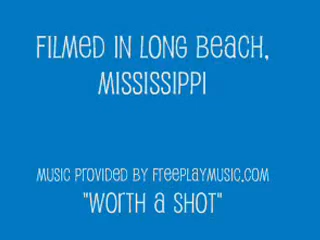 FILMED IN LONG BEACH,
MISSISSIPPI
MUSIC PROVIDED BY FREEPLAYMUSIC.COM
"WORTH A SHOT"